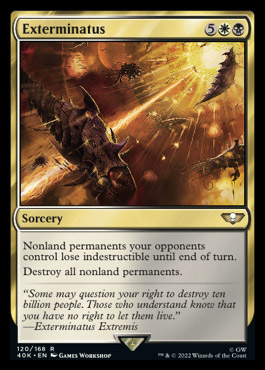 Exterminatus 5
Sorcery
Nonland permanents your opponents
control lose indestructible until end of turn.
Destroy all nonland permanents.
“Some may question your right to destroy ten
billion people. Those who understand know that
you have no right to let them live.”
—Exterminatus Extremis
120/168 R
© GW
40K • EN GAMES WORKSHOP
™ & © 2022 Wizards of the Coast